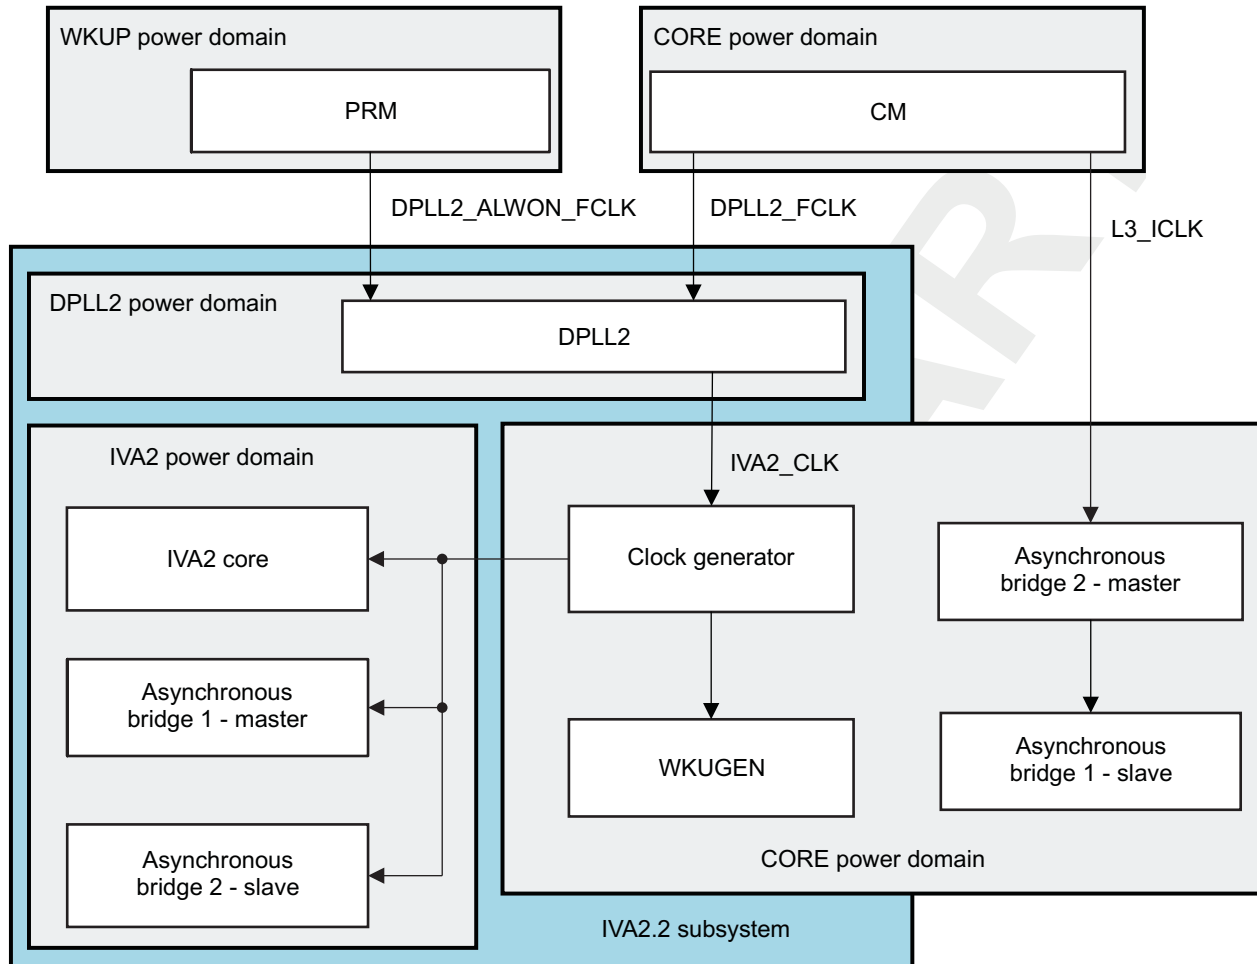 WKUP power domain
PRM
CORE power domain
CM
DPLL2_ALWON_FCLK
DPLL2_FCLK
L3_ICLK
DPLL2 power domain
DPLL2
IVA2 power domain
IVA2_CLK
IVA2 core
Clock generator
Asynchronous
bridge 2 - master
Asynchronous
bridge 1 - master
WKUGEN
Asynchronous
bridge 1 - slave
Asynchronous
bridge 2 - slave
CORE power domain
IVA2.2 subsystem